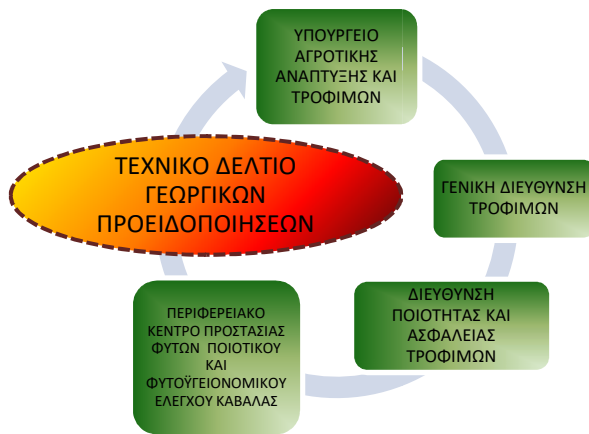 ΥΠΟΥΡΓΕΙΟ
ΑΓΡΟΤΙΚΗΣ
ΑΝΑΠΤΥΞΗΣ ΚΑΙ
ΤΡΟΦΙΜΩΝ
ΓΕΝΙΚΗ ΔΙΕΥΘΥΝΣΗ
ΤΡΟΦΙΜΩΝ
ΔΙΕΥΘΥΝΣΗ
ΠΟΙΟΤΗΤΑΣ ΚΑΙ
ΑΣΦΑΛΕΙΑΣ
ΤΡΟΦΙΜΩΝ
ΠΕΡΙΦΕΡΕΙΑΚΟ
ΚΕΝΤΡΟ ΠΡΟΣΤΑΣΙΑΣ
ΦΥΤΩΝ ΠΟΙΟΤΙΚΟΥ
ΚΑΙ
ΦΥΤΟΫΓΕΙΟΝΟΜΙΚΟΥ
ΕΛΕΓΧΟΥ ΚΑΒΑΛΑΣ
ΤΕΧΝΙΚΟ ΔΕΛΤΙΟ
ΓΕΩΡΓΙΚΩΝ
ΠΡΟΕΙΔΟΠΟΙΗΣΕΩΝ